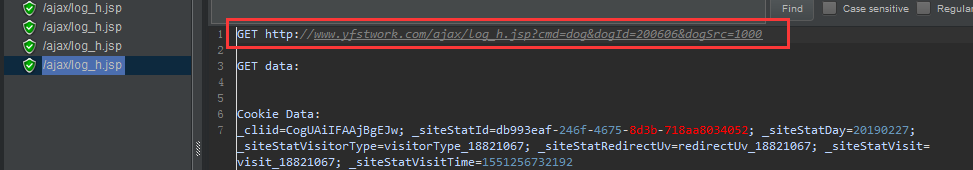 /ajax/log_h.jsp
/ajax/log_h.jsp
/ajax/log_h.jsp
/ajax/log_h.jsp
Find
Case sensitive
Regular
1 GET http://www.yfstwork.com/ajax/log_h.jsp?cmd=dog&dogId=200606&dogSrc=1000
2
3 GET data:
4
5
6 Cookie Data:
7 _cliid=CogUAiIFAAjBgEJw; _siteStatId=db993eaf-246f-4675-8d3b-718aa8034052; _siteStatDay=20190227;
_siteStatVisitorType=visitorType_18821067; _siteStatRedirectUv=redirectUv_18821067; _siteStatVisit=
visit_18821067; _siteStatVisitTime=1551256732192